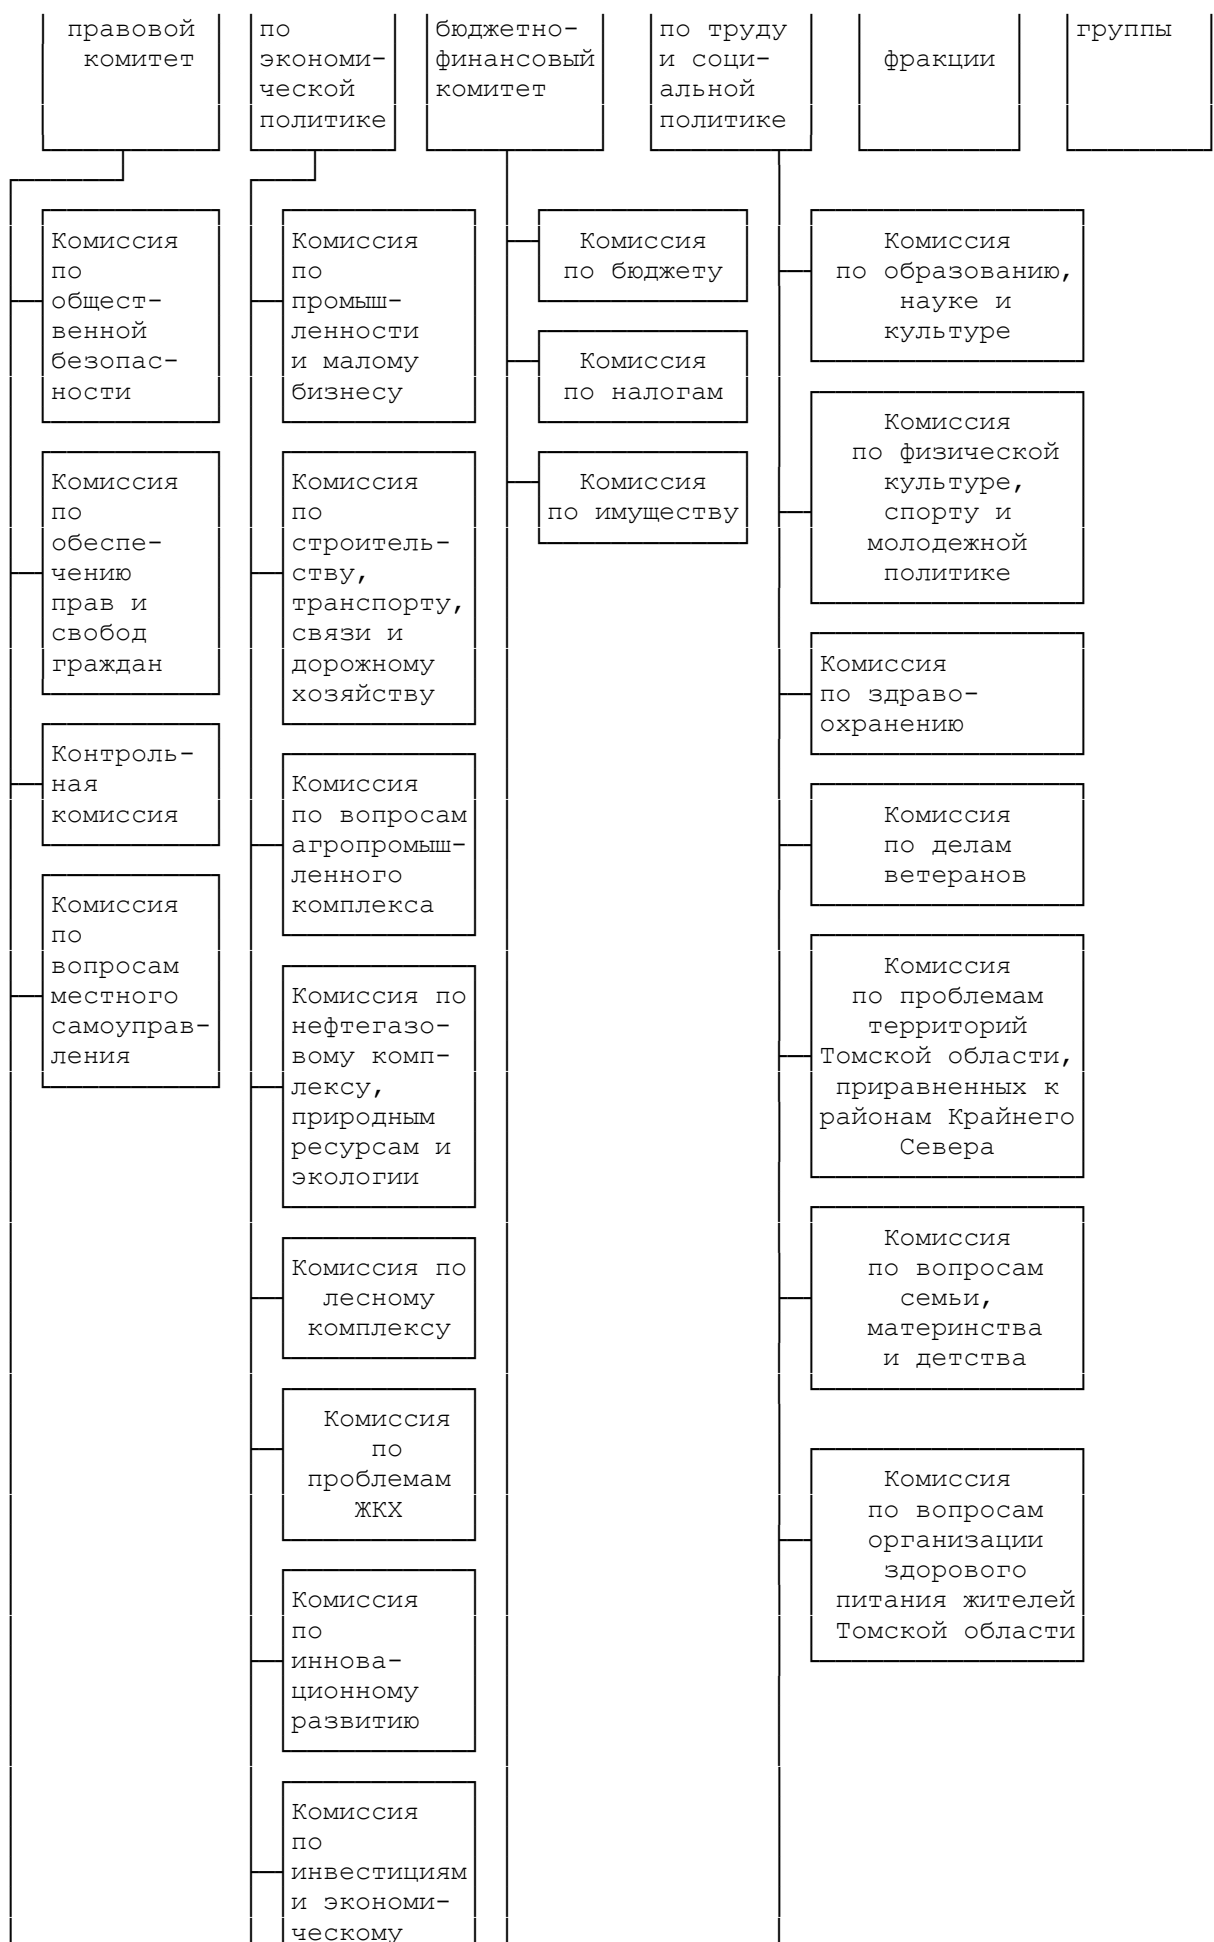 правовой
комитет
по
экономи-
ческой
политике
бюджетно-
финансовый
комитет
по труду
и соци-
альной
политике
фракции
группы
Комиссия
по
общест-
венной
безопас-
ности
Комиссия
по
обеспе-
чению
прав и
свобод
граждан
Контроль-
ная
комиссия
Комиссия
по
вопросам
местного
самоуправ-
ления
Комиссия
по
промыш-
ленности
и малому
бизнесу
Комиссия
по
строитель-
ству,
транспорту,
связи и
дорожному
хозяйству
Комиссия
по вопросам
агропромыш-
ленного
комплекса
Комиссия по
нефтегазо-
вому комп-
лексу,
природным
ресурсам и
экологии
Комиссия по
лесному
комплексу
Комиссия
по
проблемам
ЖКХ
Комиссия
по
иннова-
ционному
развитию
Комиссия
по
инвестициям
и экономи-
ческому
Комиссия
по бюджету
Комиссия
по налогам
Комиссия
по имуществу
Комиссия
по образованию,
науке и
культуре
Комиссия
по физической
культуре,
спорту и
молодежной
политике
Комиссия
по здраво-
охранению
Комиссия
по делам
ветеранов
Комиссия
по проблемам
территорий
Томской области,
приравненных к
районам Крайнего
Севера
Комиссия
по вопросам
семьи,
материнства
и детства
Комиссия
по вопросам
организации
здорового
питания жителей
Томской области